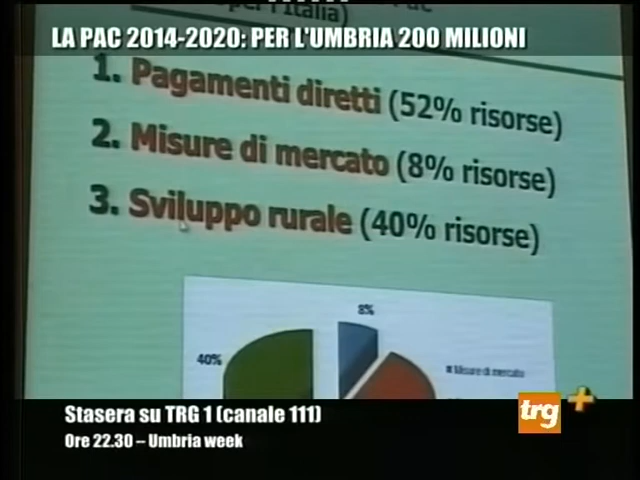 per l'Italia)
LA PAC 2014-2020: PER L'UMBRIA 200 MILIONI
1. Pagamenti diretti (52% risorse)
2. Misure di mercato (8% risorse)
3. Sviluppo rurale (40% risorse)
8%
40%
Misure di mercato
Stasera su TRG 1 (canale 111)
trg+
Ore 22.30 – Umbria week